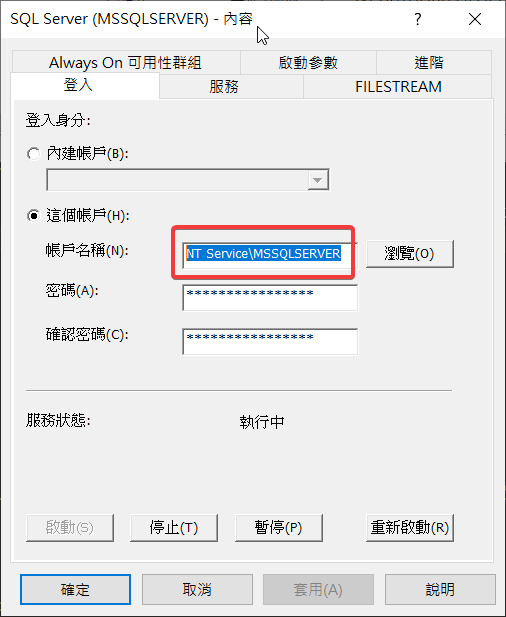 SQL Server (MSSQLSERVER) - 內容
Always On 可用性群組 啟動參數 進階
登入 服務 FILESTREAM
登入身分:
內建帳戶(B):
這個帳戶(H):
帳戶名稱(N): NT Service\MSSQLSERVER 瀏覽(O)
密碼(A): ****************
確認密碼(C): ****************
服務狀態: 執行中
啟動(S) 停止(T) 暫停(P) 重新啟動(R)
確定 取消 套用(A) 說明